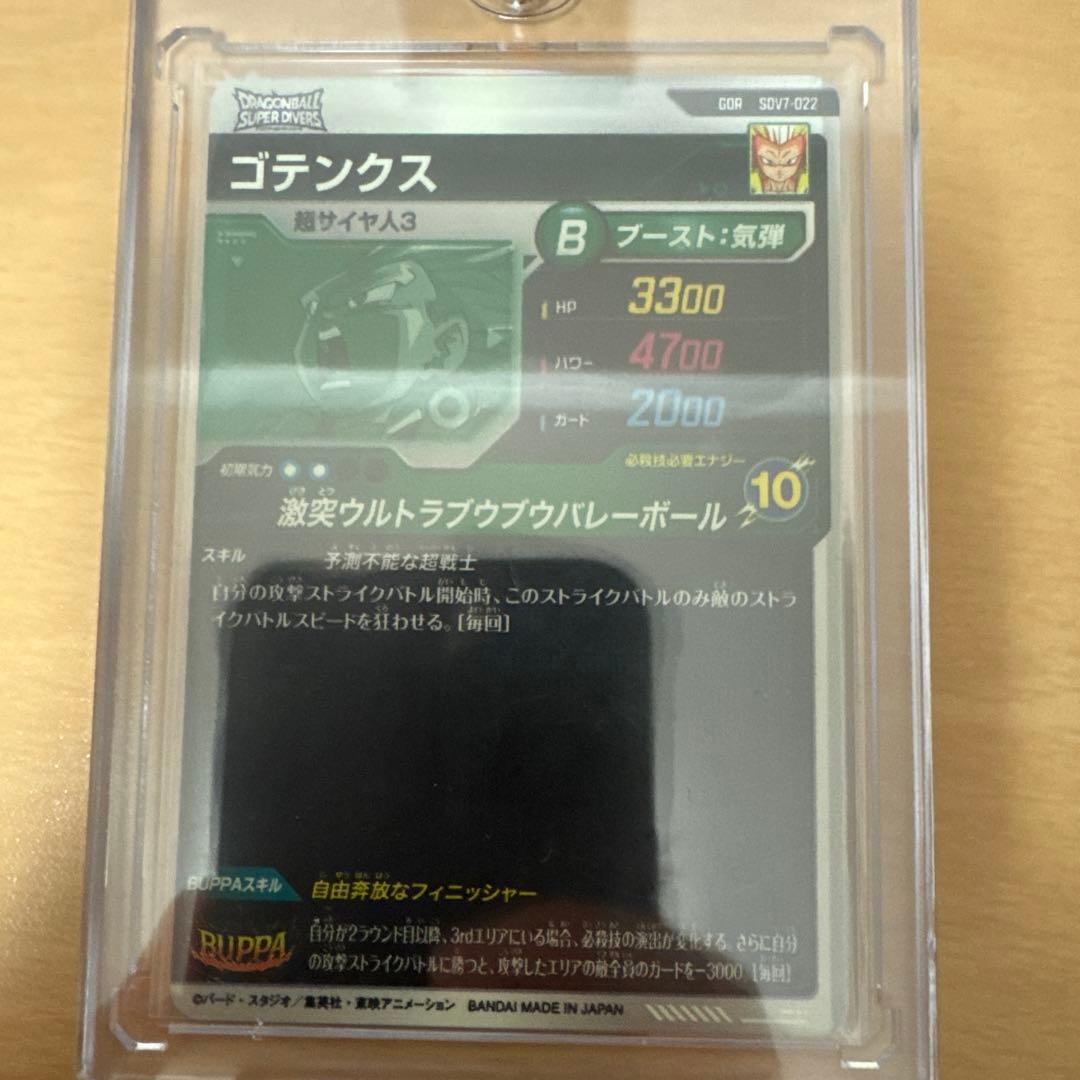 DRAGONBALL
SUPER DIVERS
GDR SDV7-022
ゴテンクス
超サイヤ人3
B ブースト:気弾
HP 3300
パワー 4700
ガード 2000
初期気力
必殺技必要エナジー
10
激突ウルトラブウブウバレーボール
スキル 予測不能な超戦士
自分の攻撃ストライクバトル開始時、このストライクバトルのみ敵のストラ
イクバトルスピードを狂わせる。[毎回]
BUPPAスキル 自由奔放なフィニッシャー
BUPPA
自分が2ラウンド目以降、3rdエリアにいる場合、必殺技の演出が変化する。さらに自分
の攻撃ストライクバトルに勝つと、攻撃したエリアの敵全員のガードを-3000 [毎回]
©バード・スタジオ/集英社・東映アニメーション BANDAI MADE IN JAPAN